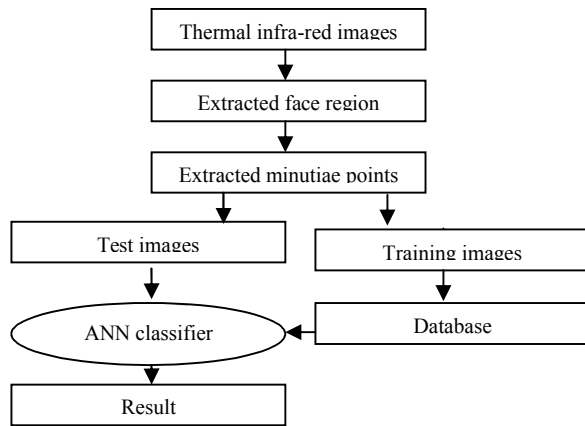 Thermal infra-red images
Extracted face region
Extracted minutiae points
Test images
Training images
ANN classifier
Database
Result